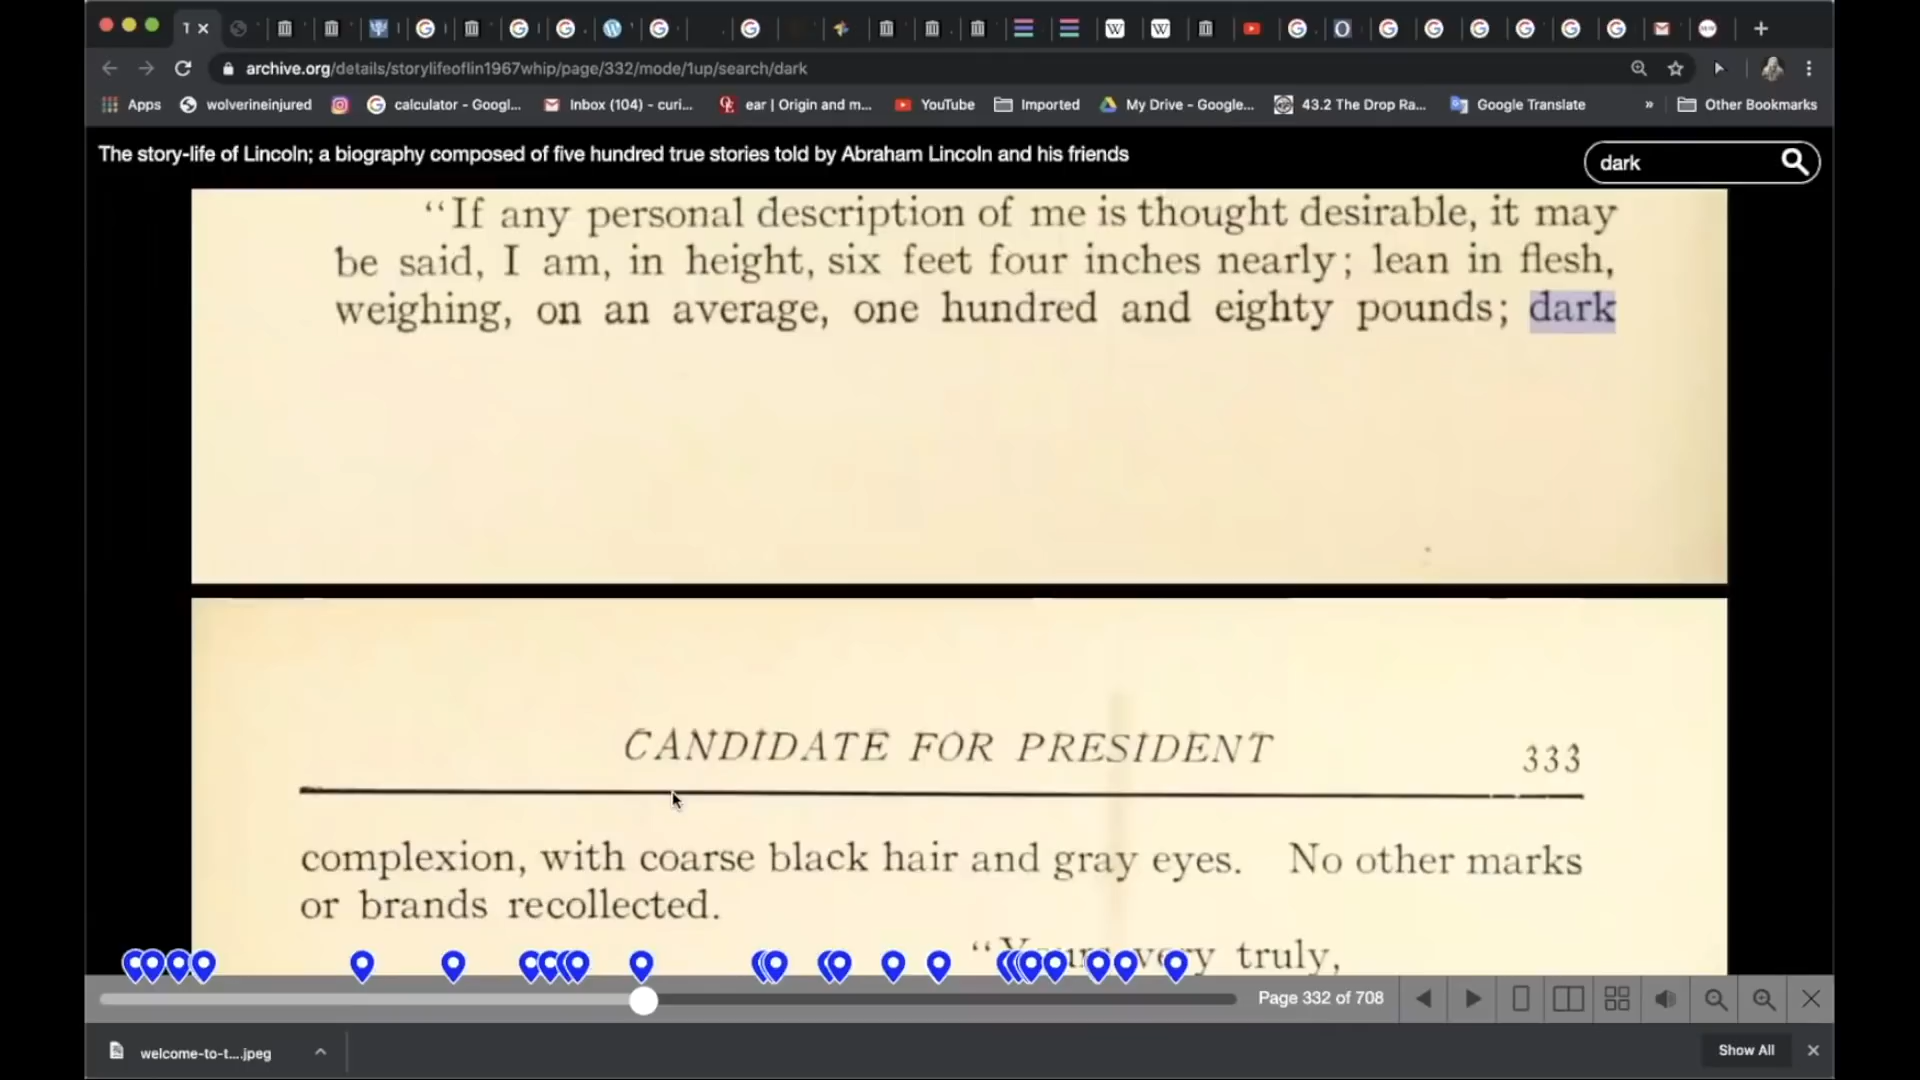 1
archive.org/details/storylifeoflin1967whip/page/332/mode/1up/search/dark
Apps
wolverineinjured
calculator - Googl...
Inbox (104) - curi...
ear | Origin and m...
YouTube
Imported
My Drive - Google...
43.2 The Drop Ra...
Google Translate
»
Other Bookmarks
The story-life of Lincoln; a biography composed of five hundred true stories told by Abraham Lincoln and his friends
dark
“If any personal description of me is thought desirable, it may
be said, I am, in height, six feet four inches nearly; lean in flesh,
weighing, on an average, one hundred and eighty pounds; dark
CANDIDATE FOR PRESIDENT 333
complexion, with coarse black hair and gray eyes. No other marks
or brands recollected.
“Yours very truly,
Page 332 of 708
welcome-to-t....jpeg
Show All